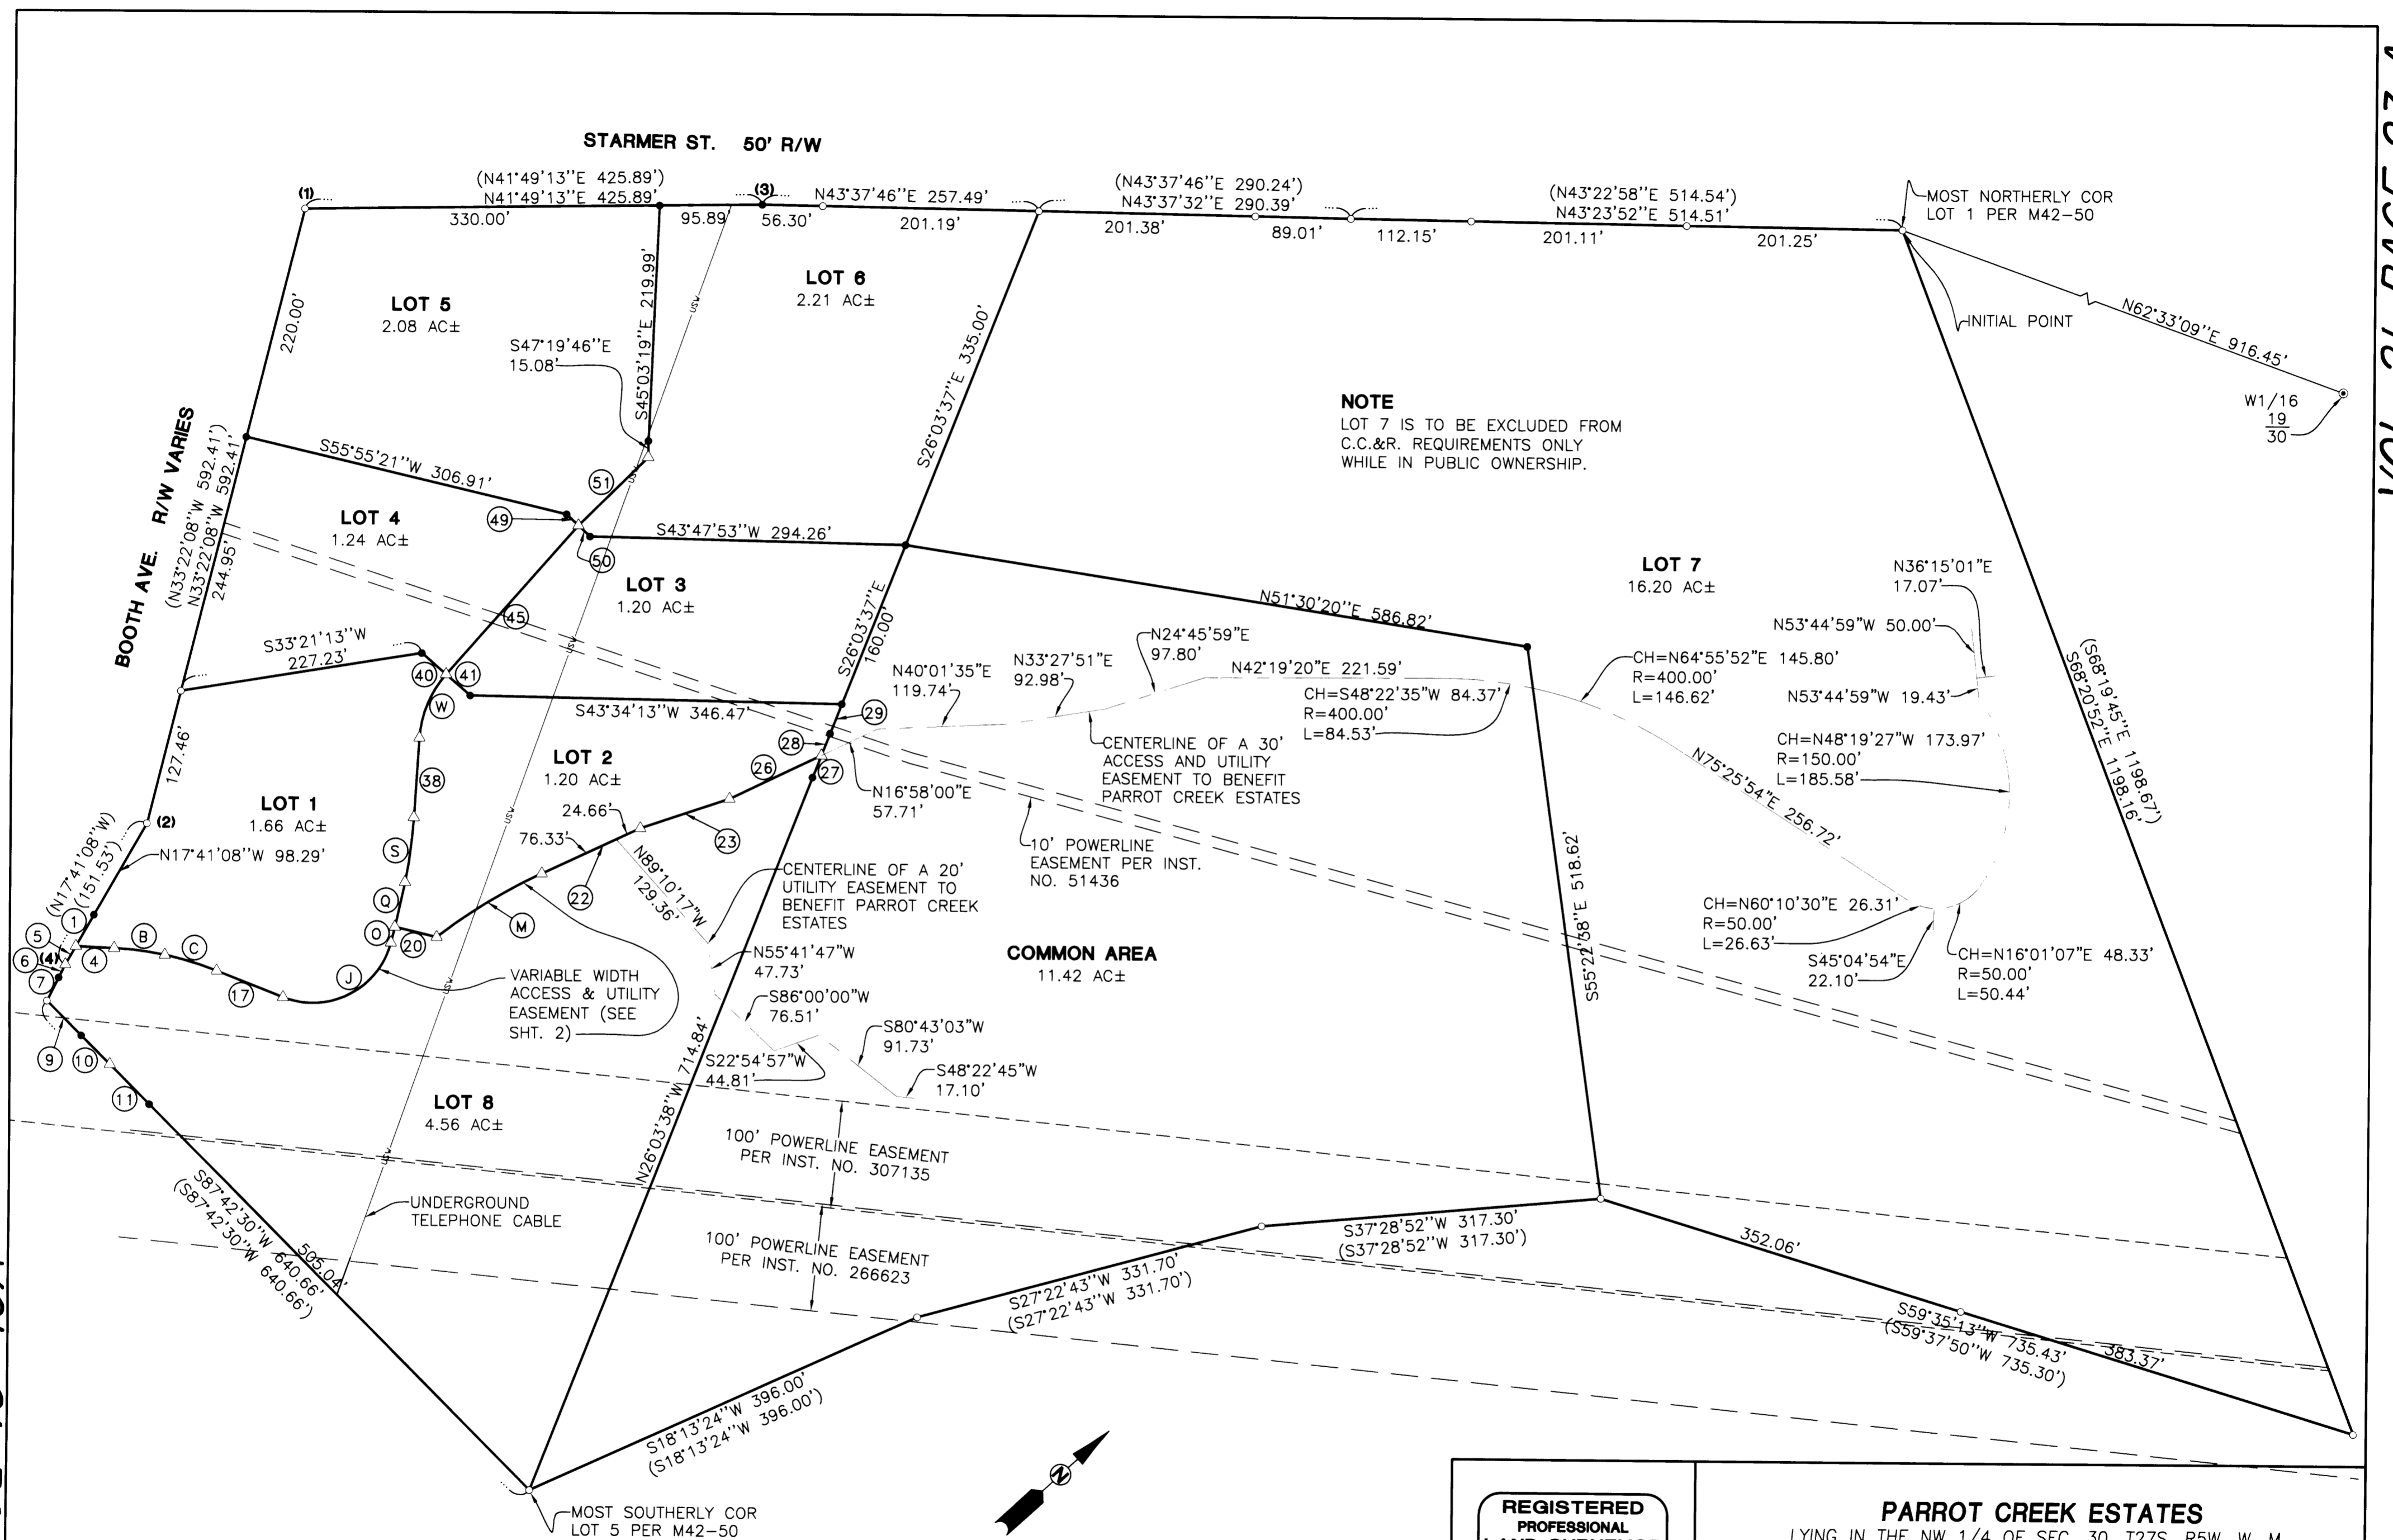 STARMER ST. 50' R/W
(1)
(N41°49'13''E 425.89')
N41°49'13''E 425.89'
330.00'
95.89
(3)
56.30'
N43°37'46''E 257.49'
201.19'
(N43°37'46''E 290.24')
N43°37'32''E 290.39'
201.38'
89.01'
112.15'
(N43°22'58''E 514.54')
N43°23'52''E 514.51'
201.11'
201.25'
MOST NORTHERLY COR
LOT 1 PER M42-50
INITIAL POINT
N62°33'09''E 916.45'
W1/16
19
30
220.00'
LOT 5
2.08 AC±
S45°03'19''E 219.99'
S47°19'46''E
15.08'
LOT 6
2.21 AC±
USW
S26°03'37''E 335.00'
NOTE
LOT 7 IS TO BE EXCLUDED FROM
C.C.&R. REQUIREMENTS ONLY
WHILE IN PUBLIC OWNERSHIP.
BOOTH AVE. R/W VARIES
(N33°22'08''W 592.41')
N33°22'08''W 592.41'
244.95'
S55°55'21''W 306.91'
51
49
50
LOT 4
1.24 AC±
S43°47'53''W 294.26'
LOT 3
1.20 AC±
45
USW
S26°03'37''E
160.00'
N51°30'20''E 586.82'
LOT 7
16.20 AC±
N36°15'01"E
17.07'
N53°44'59"W 50.00'
N53°44'59"W 19.43'
(S68°19'45''E 1198.67')
S68°20'52''E 1198.16'
S33°21'13''W
227.23'
40
41
W
S43°34'13''W 346.47'
29
28
27
26
N40°01'35"E
119.74'
N33°27'51"E
92.98'
N24°45'59"E
97.80'
N42°19'20"E 221.59'
CH=S48°22'35"W 84.37'
R=400.00'
L=84.53'
CH=N64°55'52"E 145.80'
R=400.00'
L=146.62'
CH=N48°19'27"W 173.97'
R=150.00'
L=185.58'
N75°25'54"E 256.72'
127.46'
38
LOT 2
1.20 AC±
24.66'
76.33'
23
22
N16°58'00"E
57.71'
CENTERLINE OF A 30'
ACCESS AND UTILITY
EASEMENT TO BENEFIT
PARROT CREEK ESTATES
10' POWERLINE
EASEMENT PER INST.
NO. 51436
LOT 1
1.66 AC±
(2)
(N17°41'08''W)
(151.53')
N17°41'08''W 98.29'
S
Q
O
20
M
USW
N89°10'17"W
129.36'
CENTERLINE OF A 20'
UTILITY EASEMENT TO
BENEFIT PARROT CREEK
ESTATES
CH=N60°10'30"E 26.31'
R=50.00'
L=26.63'
S45°04'54"E
22.10'
CH=N16°01'07"E 48.33'
R=50.00'
L=50.44'
S55°22'38''E 518.62'
COMMON AREA
11.42 AC±
1
5
6
(4)
7
4
B
C
17
J
9
10
11
VARIABLE WIDTH
ACCESS & UTILITY
EASEMENT (SEE
SHT. 2)
USW
N55°41'47"W
47.73'
S86°00'00"W
76.51'
S22°54'57"W
44.81'
S80°43'03"W
91.73'
S48°22'45"W
17.10'
N26°03'38''W 714.84'
LOT 8
4.56 AC±
USW
100' POWERLINE EASEMENT
PER INST. NO. 307135
100' POWERLINE EASEMENT
PER INST. NO. 266623
UNDERGROUND
TELEPHONE CABLE
505.04'
S87°42'30''W 640.66'
(S87°42'30''W 640.66')
S37°28'52''W 317.30'
(S37°28'52''W 317.30')
S27°22'43''W 331.70'
(S27°22'43''W 331.70')
S18°13'24''W 396.00'
(S18°13'24''W 396.00')
352.06'
S59°35'13''W 735.43'
(S59°37'50''W 735.30')
383.37'
MOST SOUTHERLY COR
LOT 5 PER M42-50
N
REGISTERED
PROFESSIONAL
PARROT CREEK ESTATES
LYING IN THE NW 1/4 OF SEC. 30, T27S, R5W, W. M.